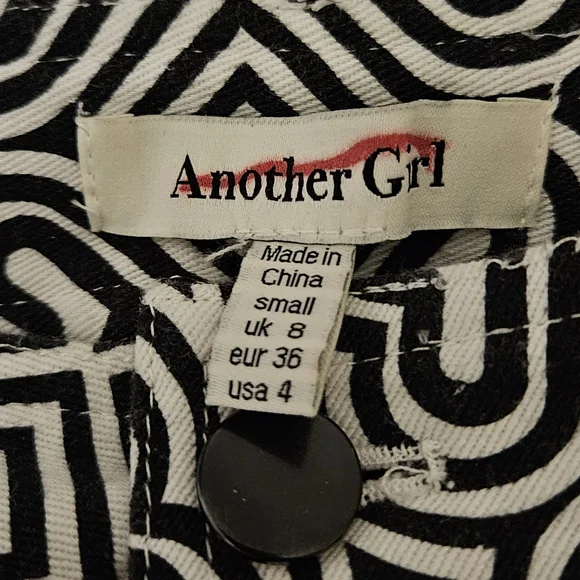 Another Girl
Made in
China
small
uk 8
eur 36
usa 4